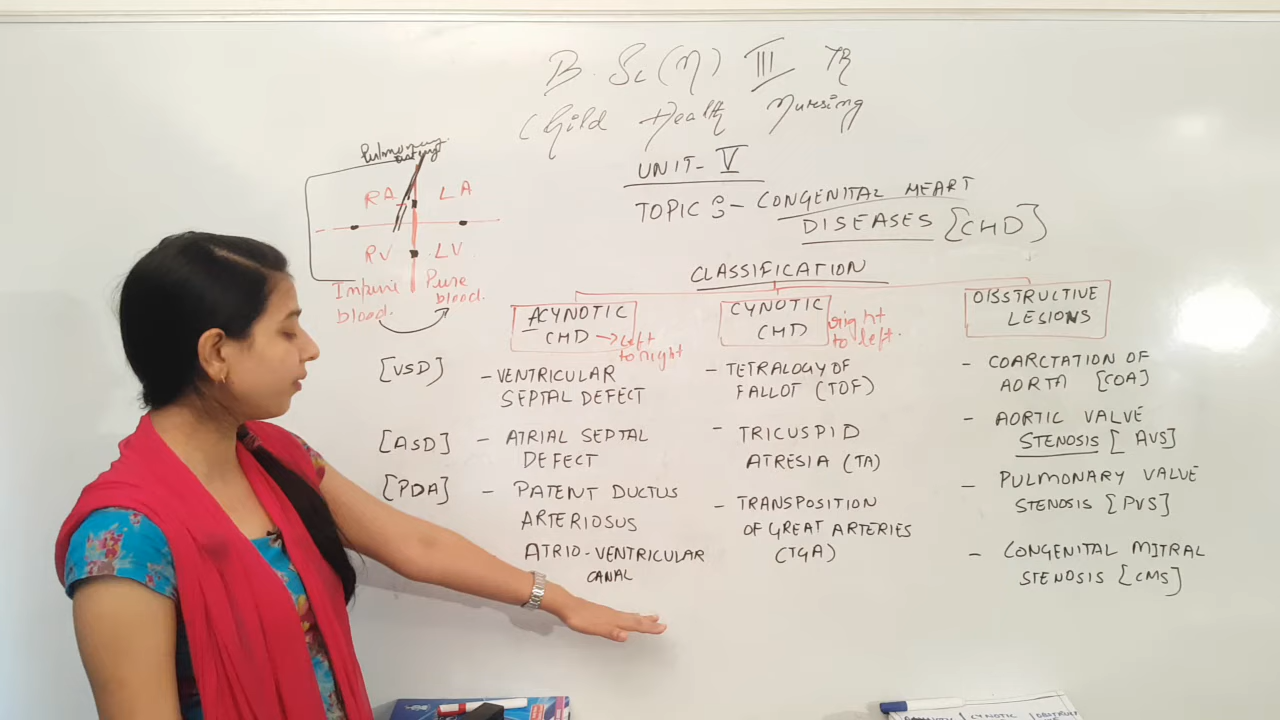 B.Sc(N) III YR
Child Health Nursing
UNIT- V
TOPIC 3- CONGENITAL HEART
DISEASES [CHD]
CLASSIFICATION
Pulmonary
RA LA
RV LV
Impure blood.
Pure blood.
ACYNOTIC
CHD → Left
to right
[VSD] - VENTRICULAR
SEPTAL DEFECT
[ASD] - ATRIAL SEPTAL
DEFECT
[PDA] - PATENT DUCTUS
ARTERIOSUS
ATRIO-VENTRICULAR
CANAL
CYNOTIC
CHD
right
to left.
- TETRALOGY OF
FALLOT (TOF)
- TRICUSPID
ATRESIA (TA)
- TRANSPOSITION
OF GREAT ARTERIES
(TGA)
OBSTRUCTIVE
LESIONS
- COARCTATION OF
AORTA [COA]
- AORTIC VALVE
STENOSIS [AVS]
- PULMONARY VALVE
STENOSIS [PVS]
- CONGENITAL MITRAL
STENOSIS [CMS]